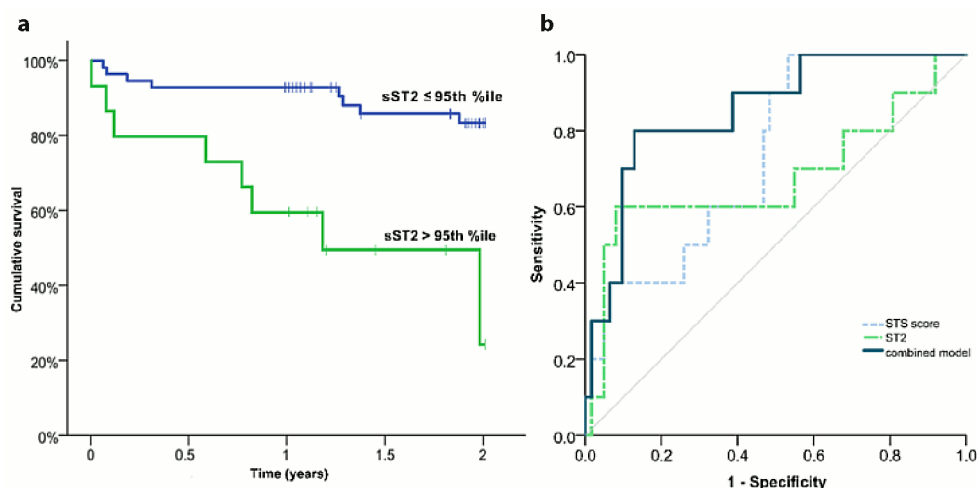 a
100%
80%
60%
40%
20%
0%
Cumulative survival
sST2 ≤ 95th %ile
sST2 > 95th %ile
0
0.5
1
1.5
2
Time (years)
b
1.0
0.8
0.6
0.4
0.2
0.0
Sensitivity
STS score
ST2
combined model
0.0
0.2
0.4
0.6
0.8
1.0
1 - Specificity